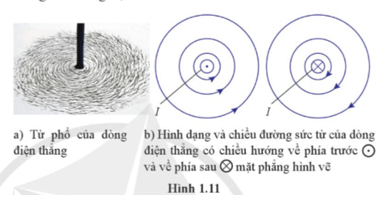 I
I
a) Từ phổ của dòng điện thẳng
b) Hình dạng và chiều đường sức từ của dòng điện thẳng có chiều hướng về phía trước ⊙ và về phía sau ⊗ mặt phẳng hình vẽ
Hình 1.11